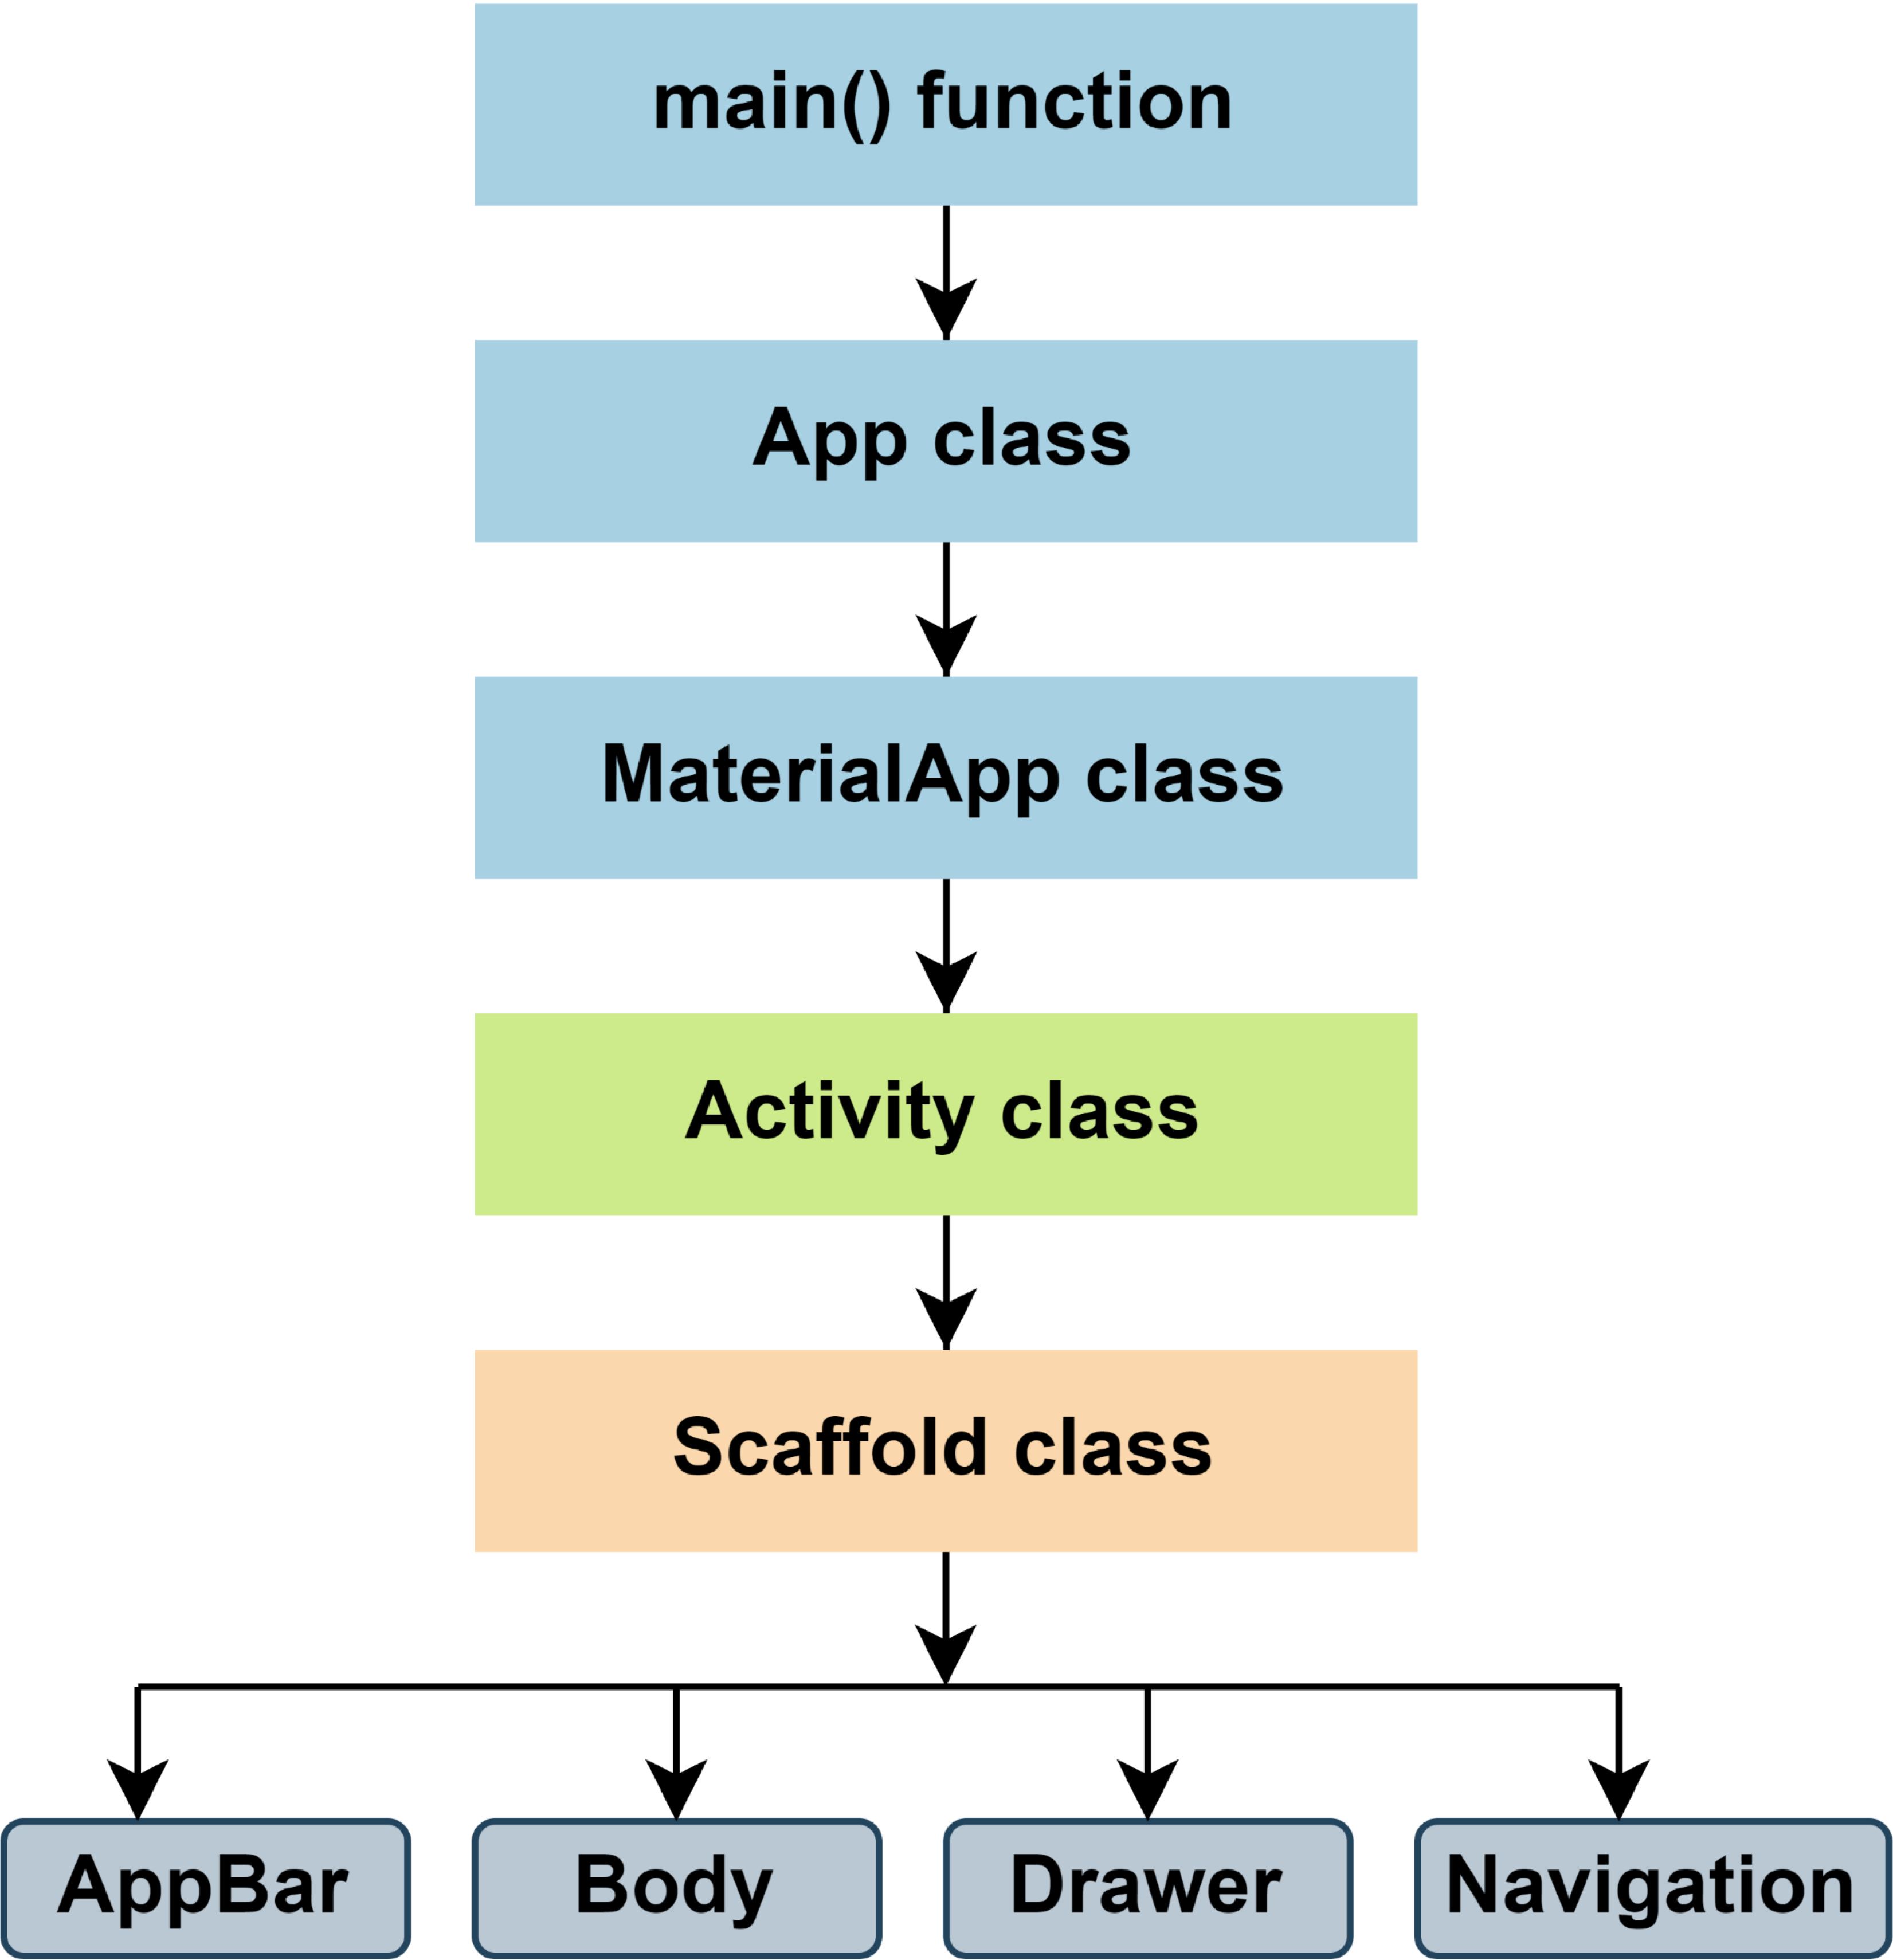 main() function
App class
MaterialApp class
Activity class
Scaffold class
AppBar
Body
Drawer
Navigation